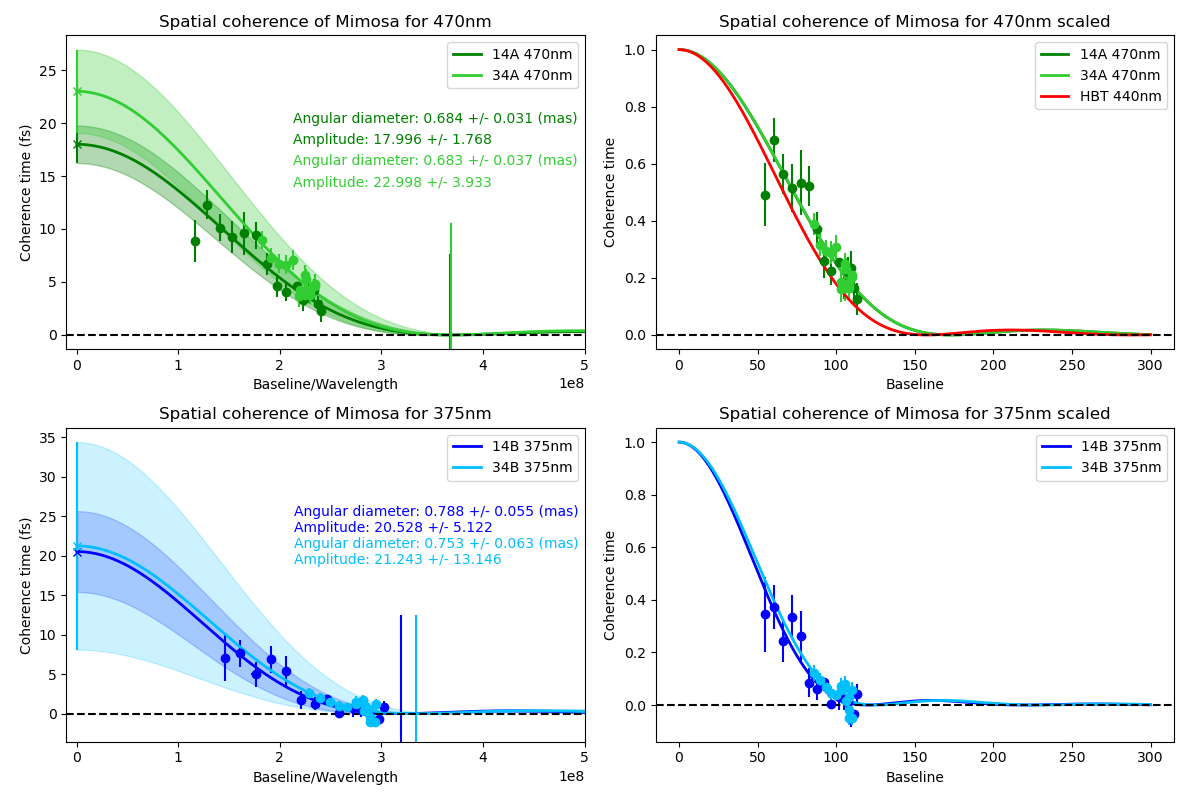 Spatial coherence of Mimosa for 470nm
Coherence time (fs)
25
20
15
10
5
0
14A 470nm
34A 470nm
Angular diameter: 0.684 +/- 0.031 (mas)
Amplitude: 17.996 +/- 1.768
Angular diameter: 0.683 +/- 0.037 (mas)
Amplitude: 22.998 +/- 3.933
0 1 2 3 4 5
Baseline/Wavelength
1e8
Spatial coherence of Mimosa for 470nm scaled
Coherence time
1.0
0.8
0.6
0.4
0.2
0.0
14A 470nm
34A 470nm
HBT 440nm
0 50 100 150 200 250 300
Baseline
Spatial coherence of Mimosa for 375nm
Coherence time (fs)
35
30
25
20
15
10
5
0
14B 375nm
34B 375nm
Angular diameter: 0.788 +/- 0.055 (mas)
Amplitude: 20.528 +/- 5.122
Angular diameter: 0.753 +/- 0.063 (mas)
Amplitude: 21.243 +/- 13.146
0 1 2 3 4 5
Baseline/Wavelength
1e8
Spatial coherence of Mimosa for 375nm scaled
Coherence time
1.0
0.8
0.6
0.4
0.2
0.0
14B 375nm
34B 375nm
0 50 100 150 200 250 300
Baseline